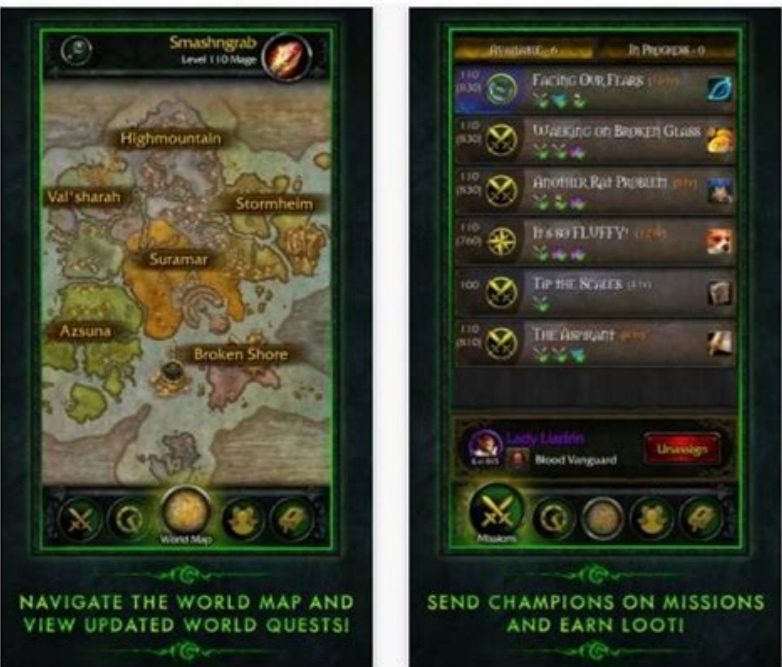 Smashngrab
Level 110 Mage
Highmountain
Val'sharah
Stormheim
Suramar
Azsuna
Broken Shore
World Map
NAVIGATE THE WORLD MAP AND
VIEW UPDATED WORLD QUESTS!
AVAILABLE - 6
IN PROGRESS - 0
110
(830)
FACING OUR FEARS
110
(830)
WALKING ON BROKEN GLASS
110
(830)
ANOTHER RAT PROBLEM
110
(760)
IT'S SO FLUFFY!
100
TIP THE SCALES
110
(810)
THE ASPIRANT
Lady Liadrin
Blood Vanguard
Unassign
Missions
SEND CHAMPIONS ON MISSIONS
AND EARN LOOT!